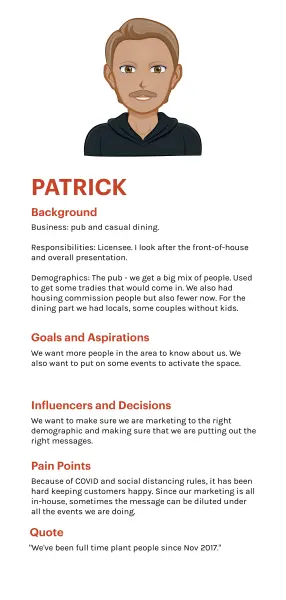 PATRICK
Background
Business: pub and casual dining.
Responsibilities: Licensee. I look after the front-of-house
and overall presentation.
Demographics: The pub - we get a big mix of people. Used
to get some tradies that would come in. We also had
housing commission people but also fewer now. For the
dining part we had locals, some couples without kids.
Goals and Aspirations
We want more people in the area to know about us. We
also want to put on some events to activate the space.
Influencers and Decisions
We want to make sure we are marketing to the right
demographic and making sure that we are putting out the
right messages.
Pain Points
Because of COVID and social distancing rules, it has been
hard keeping customers happy. Since our marketing is all
in-house, sometimes the message can be diluted under
all the events we are doing.
Quote
"We've been full time plant people since Nov 2017."